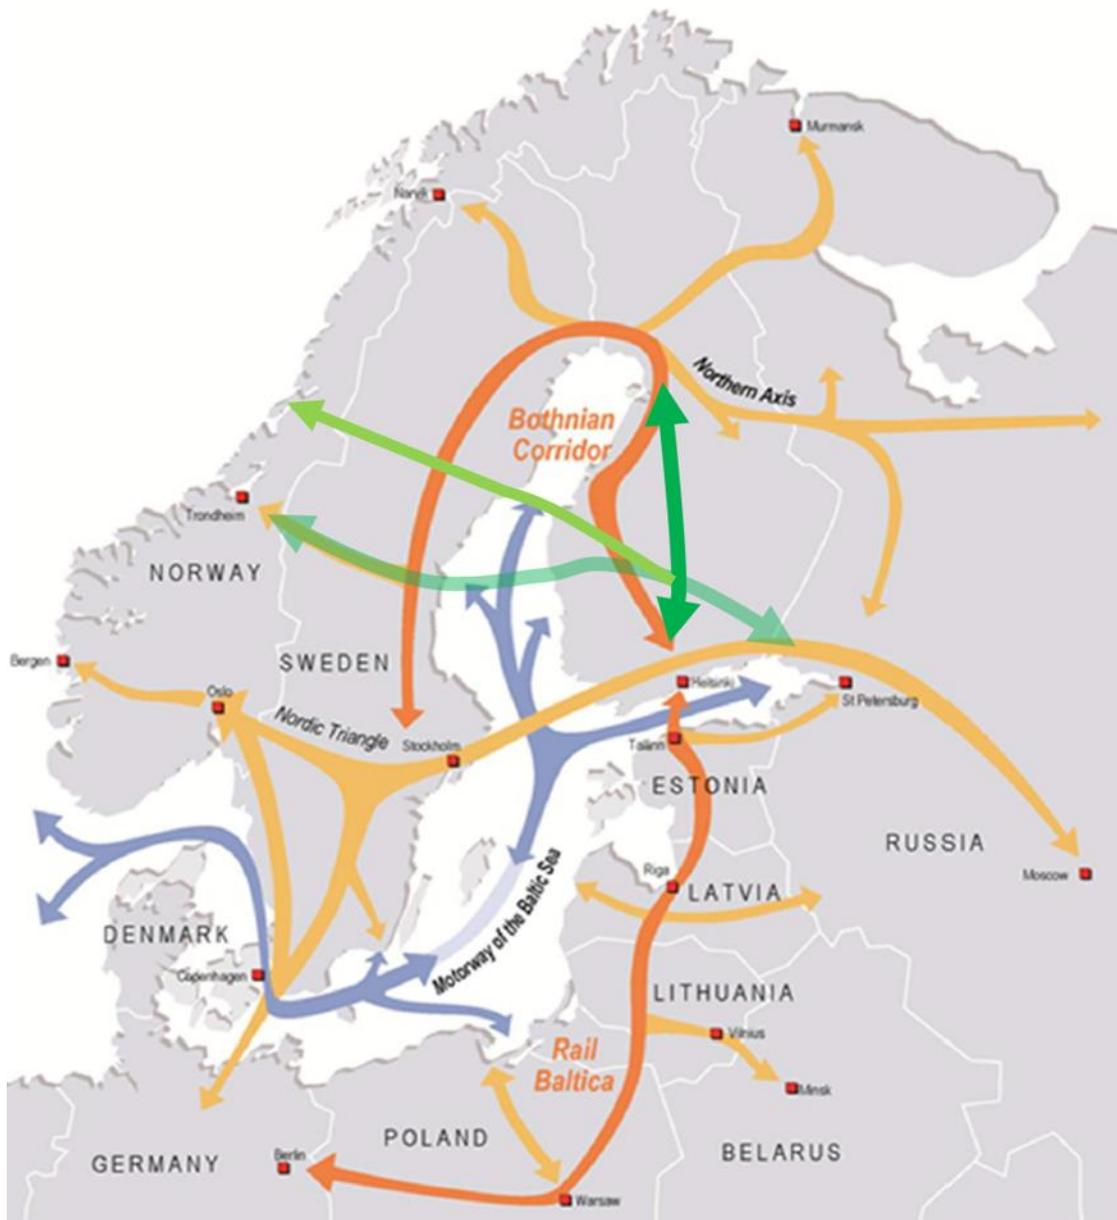 Murmansk
Narvik
Northern Axis
Bothnian
Corridor
Trondheim
NORWAY
Bergen
SWEDEN
Oslo
Helsinki
St Petersburg
Nordic Triangle
Stockholm
Talinn
ESTONIA
RUSSIA
Riga
LATVIA
Moscow
DENMARK
Copenhagen
Motorway of the Baltic Sea
LITHUANIA
Vilnius
Rail
Baltica
Minsk
POLAND
BELARUS
Berlin
GERMANY
Warsaw